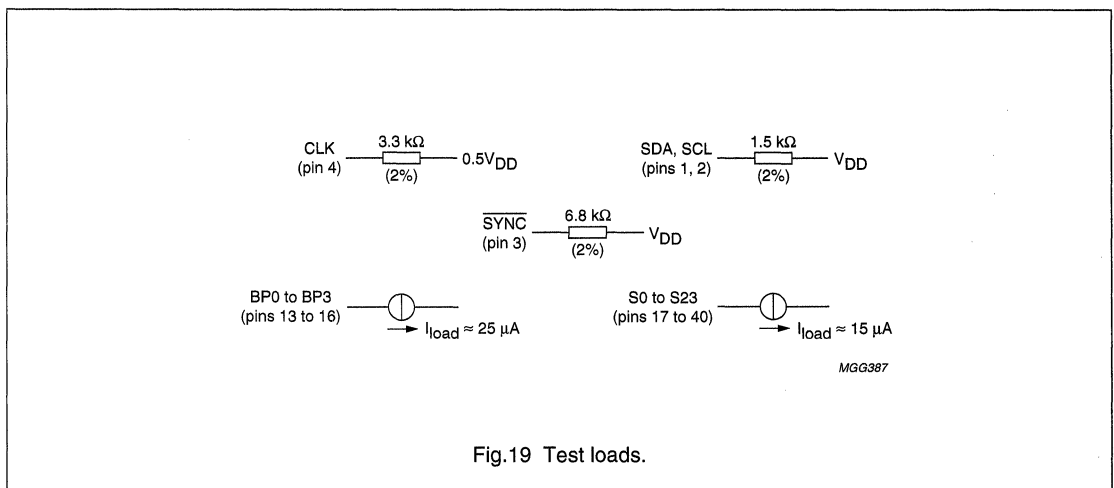 CLK
(pin 4)
3.3 kΩ
(2%)
0.5VDD
SDA, SCL
(pins 1, 2)
1.5 kΩ
(2%)
VDD
SYNC
(pin 3)
6.8 kΩ
(2%)
VDD
BP0 to BP3
(pins 13 to 16)
Iload ≈ 25 µA
S0 to S23
(pins 17 to 40)
Iload ≈ 15 µA
MGG387
Fig.19 Test loads.